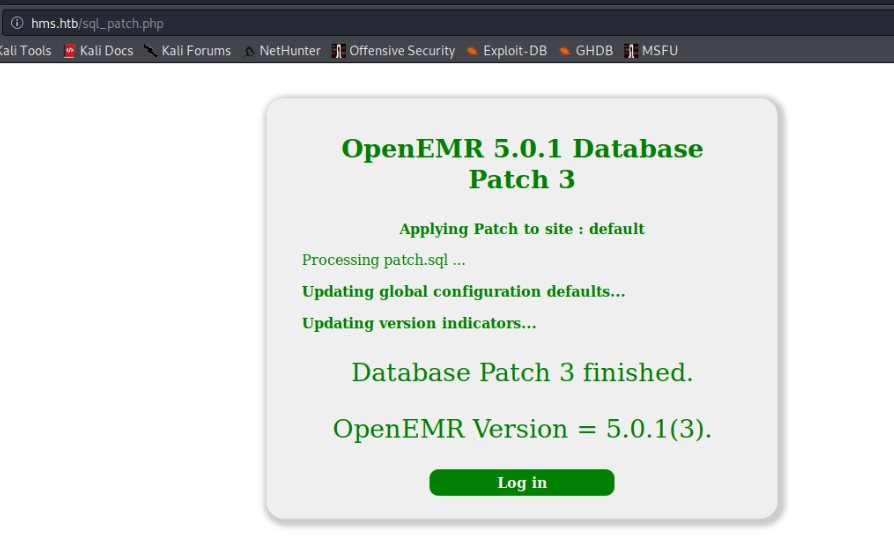 hms.htb/sql_patch.php
Kali Tools Kali Docs Kali Forums NetHunter Offensive Security Exploit-DB GHDB MSFU
OpenEMR 5.0.1 Database
Patch 3
Applying Patch to site : default
Processing patch.sql ...
Updating global configuration defaults...
Updating version indicators...
Database Patch 3 finished.
OpenEMR Version = 5.0.1(3).
Log in